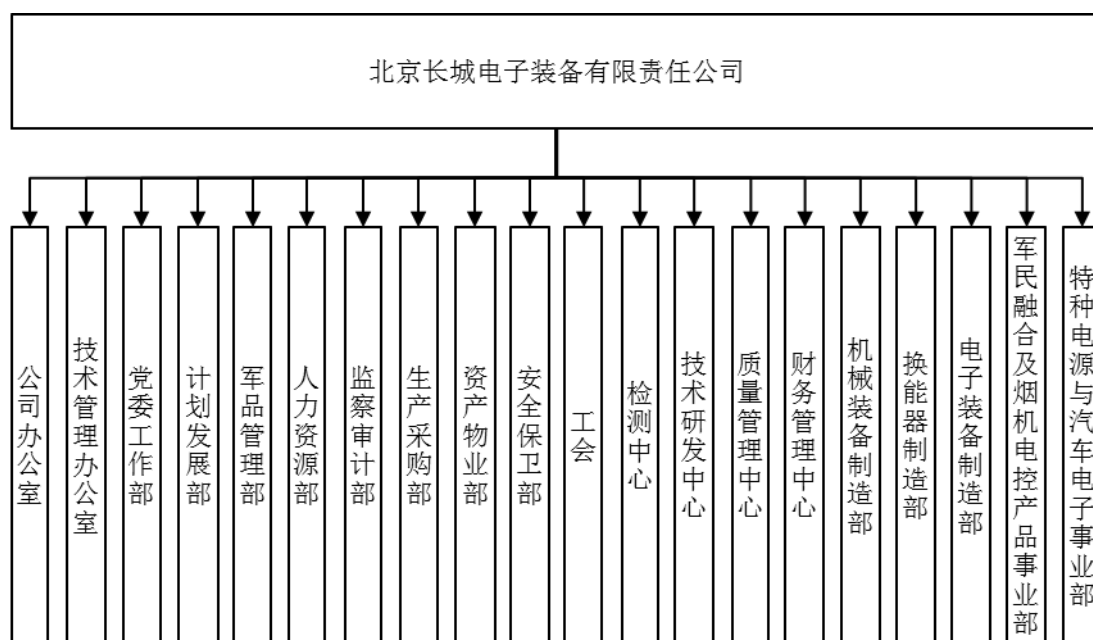 北京长城电子装备有限责任公司
公司办公室
技术管理办公室
党委工作部
计划发展部
军品管理部
人力资源部
监察审计部
生产采购部
资产物业部
安全保卫部
工会
检测中心
技术研发中心
质量管理中心
财务管理中心
机械装备制造部
换能器制造部
电子装备制造部
军民融合及烟机电控产品事业部
特种电源与汽车电子事业部